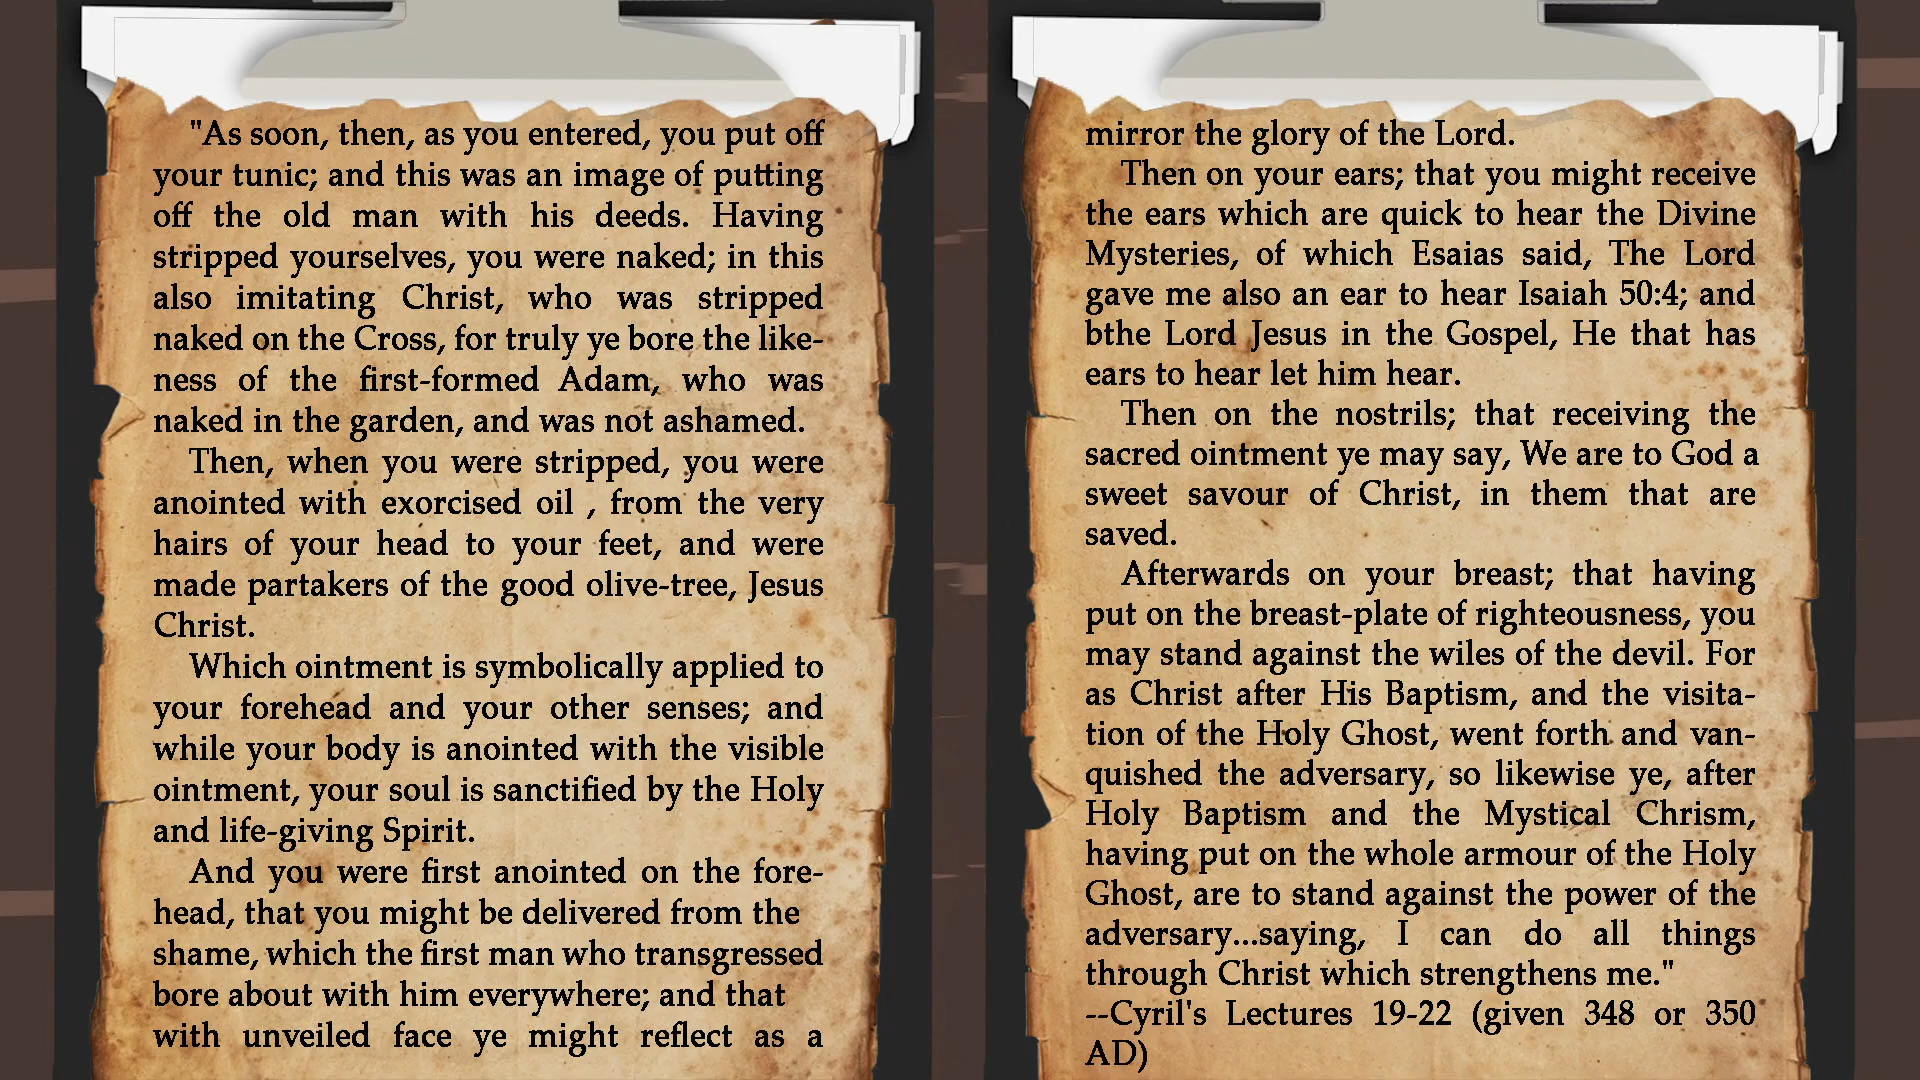 "As soon, then, as you entered, you put off
your tunic; and this was an image of putting
off the old man with his deeds. Having
stripped yourselves, you were naked; in this
also imitating Christ, who was stripped
naked on the Cross, for truly ye bore the like-
ness of the first-formed Adam, who was
naked in the garden, and was not ashamed.
Then, when you were stripped, you were
anointed with exorcised oil , from the very
hairs of your head to your feet, and were
made partakers of the good olive-tree, Jesus
Christ.
Which ointment is symbolically applied to
your forehead and your other senses; and
while your body is anointed with the visible
ointment, your soul is sanctified by the Holy
and life-giving Spirit.
And you were first anointed on the fore-
head, that you might be delivered from the
shame, which the first man who transgressed
bore about with him everywhere; and that
with unveiled face ye might reflect as a
mirror the glory of the Lord.
Then on your ears; that you might receive
the ears which are quick to hear the Divine
Mysteries, of which Esaias said, The Lord
gave me also an ear to hear Isaiah 50:4; and
bthe Lord Jesus in the Gospel, He that has
ears to hear let him hear.
Then on the nostrils; that receiving the
sacred ointment ye may say, We are to God a
sweet savour of Christ, in them that are
saved.
Afterwards on your breast; that having
put on the breast-plate of righteousness, you
may stand against the wiles of the devil. For
as Christ after His Baptism, and the visita-
tion of the Holy Ghost, went forth and van-
quished the adversary, so likewise ye, after
Holy Baptism and the Mystical Chrism,
having put on the whole armour of the Holy
Ghost, are to stand against the power of the
adversary...saying, I can do all things
through Christ which strengthens me."
--Cyril's Lectures 19-22 (given 348 or 350
AD)